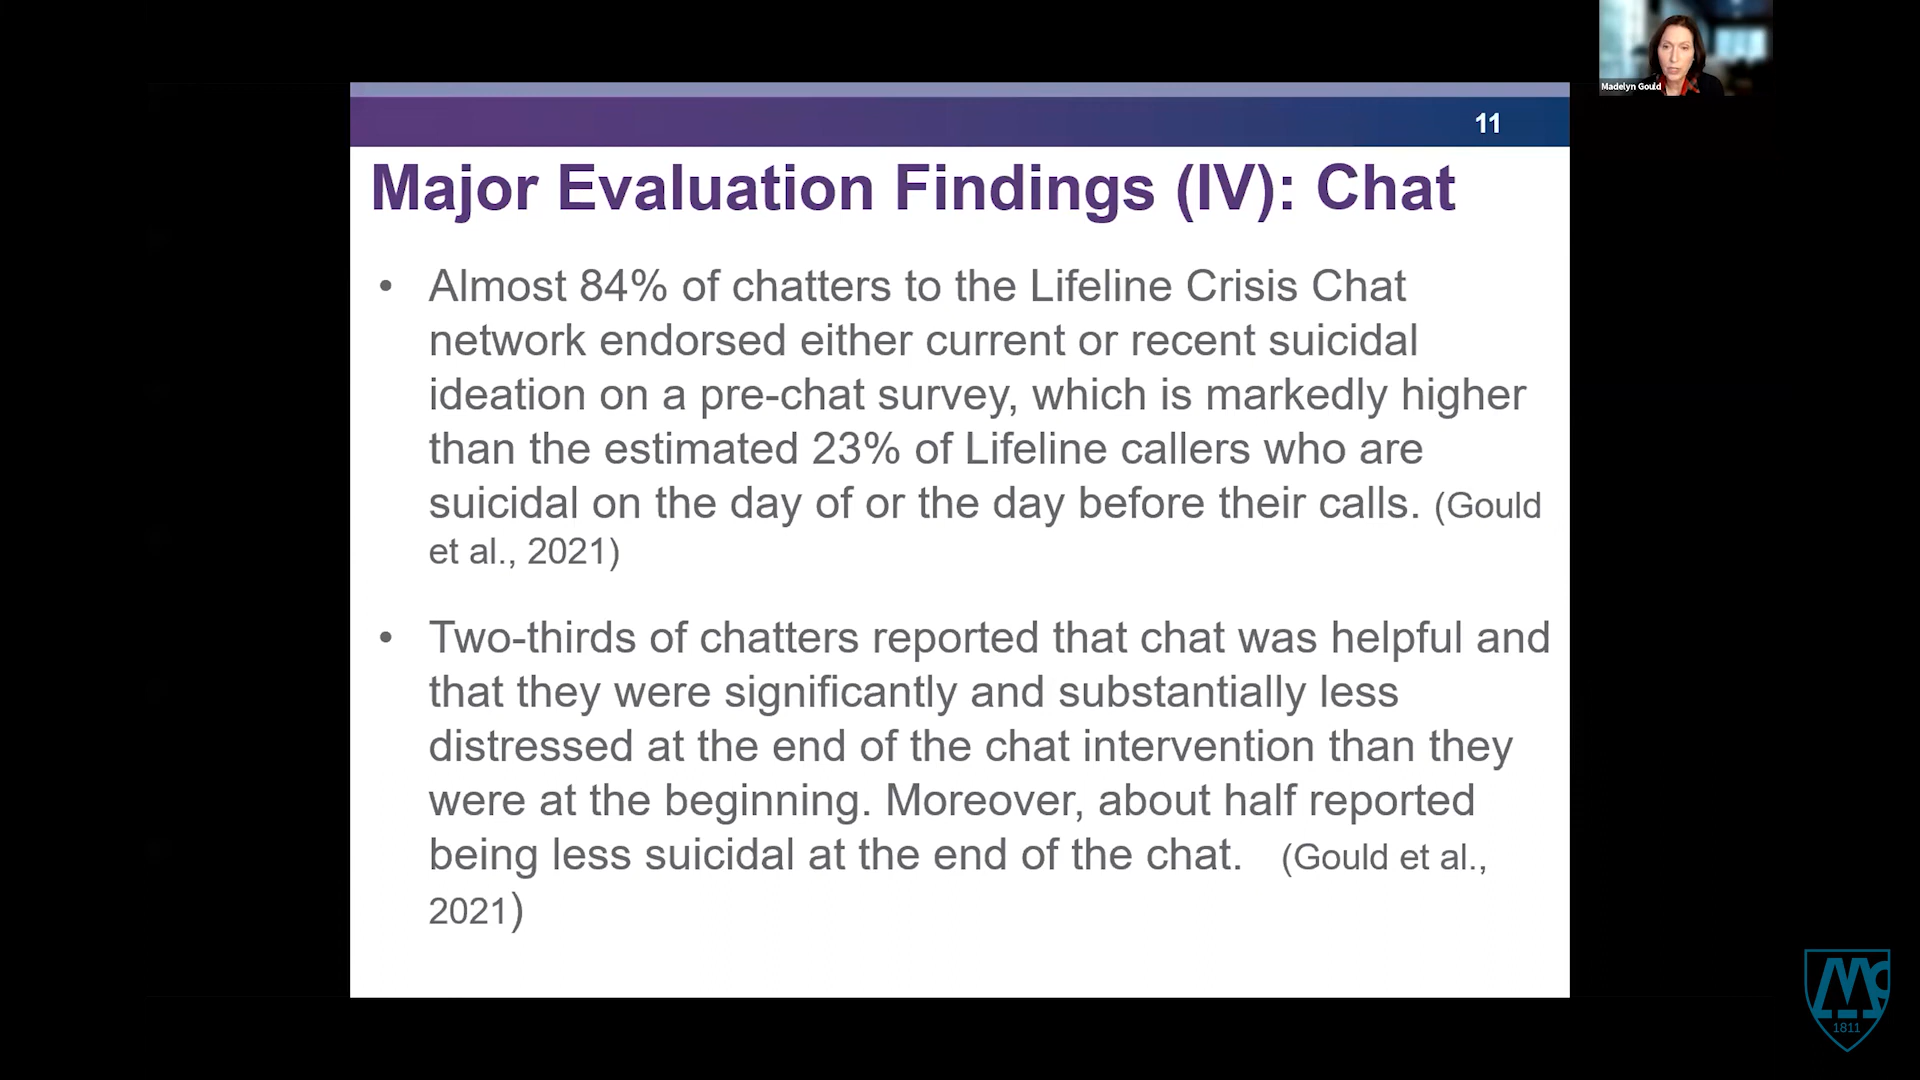 Madelyn Gould
11
Major Evaluation Findings (IV): Chat
• Almost 84% of chatters to the Lifeline Crisis Chat
network endorsed either current or recent suicidal
ideation on a pre-chat survey, which is markedly higher
than the estimated 23% of Lifeline callers who are
suicidal on the day of or the day before their calls. (Gould
et al., 2021)
• Two-thirds of chatters reported that chat was helpful and
that they were significantly and substantially less
distressed at the end of the chat intervention than they
were at the beginning. Moreover, about half reported
being less suicidal at the end of the chat. (Gould et al.,
2021)
Mc
1811